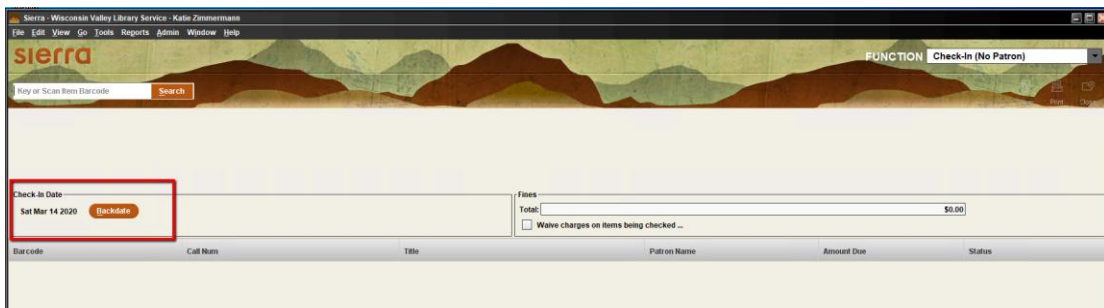 Sierra - Wisconsin Valley Library Service - Katie Zimmermann
File Edit View Go Tools Reports Admin Window Help
sierra
FUNCTION Check-In (No Patron)
Key or Scan Item Barcode Search
Print Close
Check-In Date
Sat Mar 14 2020 Backdate
Fines
Total: $0.00
Waive charges on items being checked ...
Barcode Call Num Title Patron Name Amount Due Status